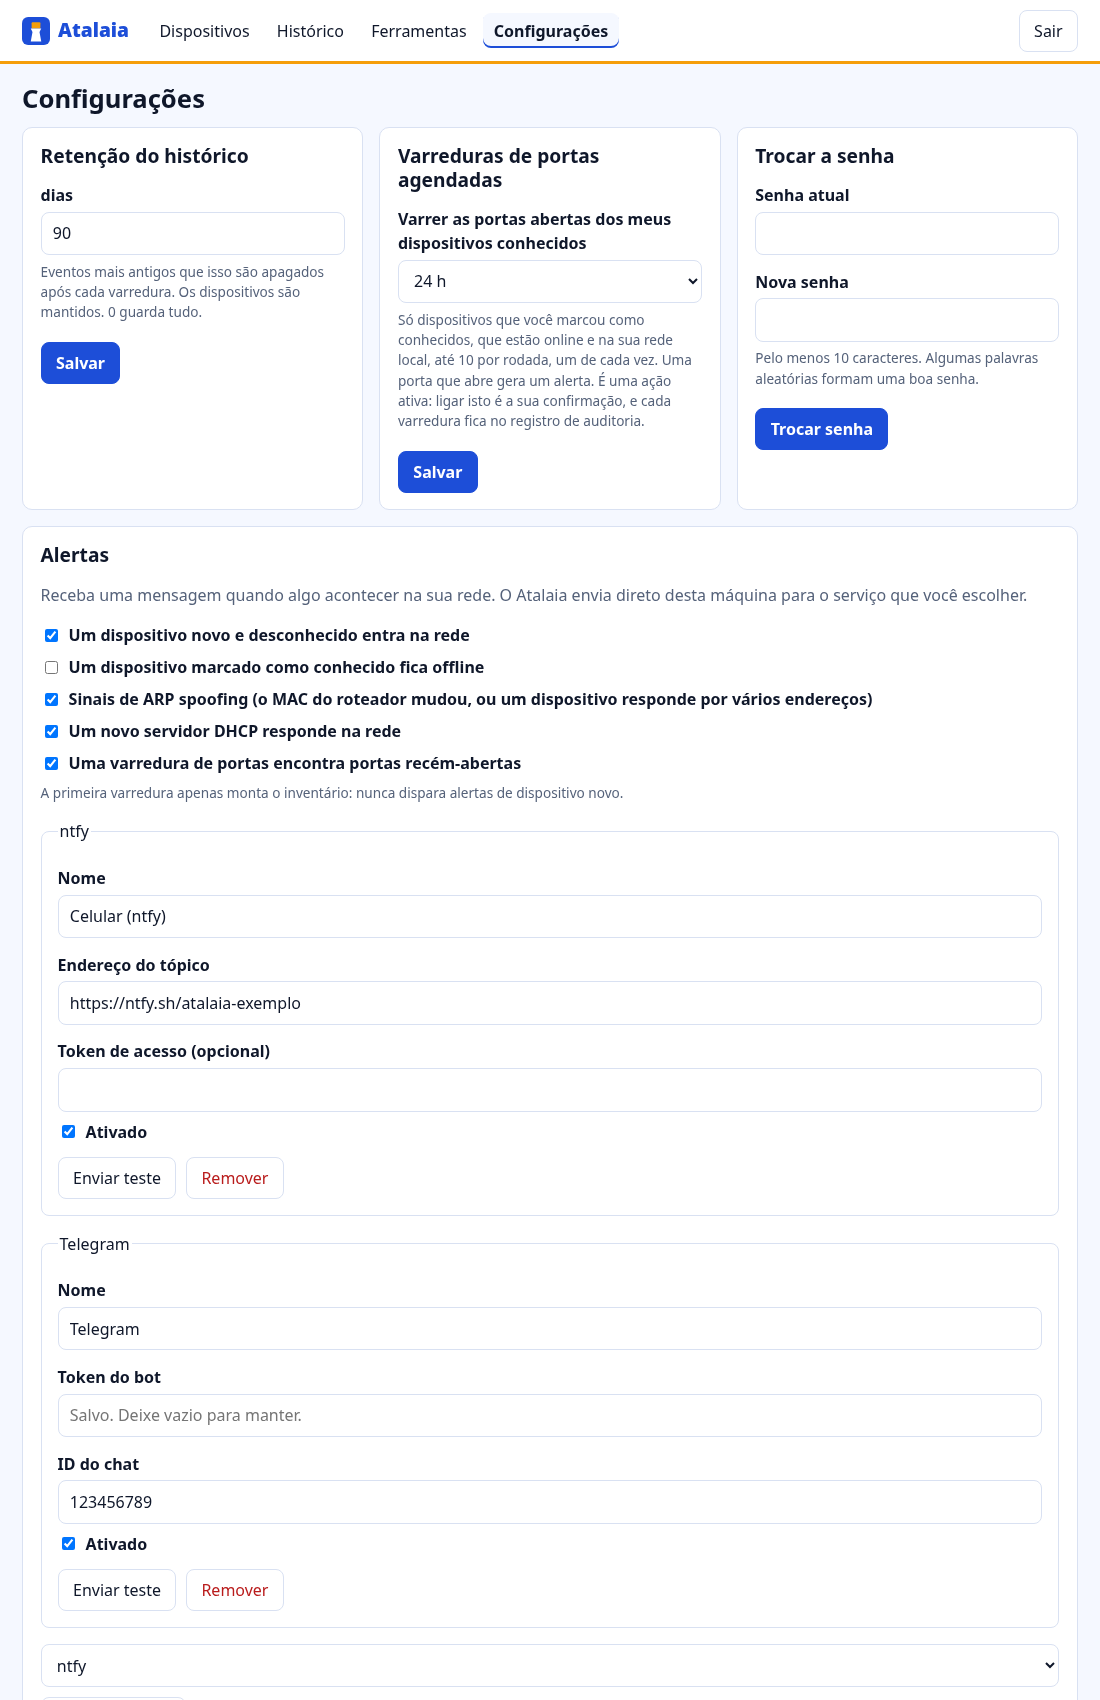 Atalaia
Dispositivos
Histórico
Ferramentas
Configurações
Sair
Configurações
Retenção do histórico
dias
90
Eventos mais antigos que isso são apagados
após cada varredura. Os dispositivos são
mantidos. 0 guarda tudo.
Salvar
Varreduras de portas
agendadas
Varrer as portas abertas dos meus
dispositivos conhecidos
24 h
Só dispositivos que você marcou como
conhecidos, que estão online e na sua rede
local, até 10 por rodada, um de cada vez. Uma
porta que abre gera um alerta. É uma ação
ativa: ligar isto é a sua confirmação, e cada
varredura fica no registro de auditoria.
Salvar
Trocar a senha
Senha atual
Nova senha
Pelo menos 10 caracteres. Algumas palavras
aleatórias formam uma boa senha.
Trocar senha
Alertas
Receba uma mensagem quando algo acontecer na sua rede. O Atalaia envia direto desta máquina para o serviço que você escolher.
Um dispositivo novo e desconhecido entra na rede
Um dispositivo marcado como conhecido fica offline
Sinais de ARP spoofing (o MAC do roteador mudou, ou um dispositivo responde por vários endereços)
Um novo servidor DHCP responde na rede
Uma varredura de portas encontra portas recém-abertas
A primeira varredura apenas monta o inventário: nunca dispara alertas de dispositivo novo.
ntfy
Nome
Celular (ntfy)
Endereço do tópico
https://ntfy.sh/atalaia-exemplo
Token de acesso (opcional)
Ativado
Enviar teste
Remover
Telegram
Nome
Telegram
Token do bot
Salvo. Deixe vazio para manter.
ID do chat
123456789
Ativado
Enviar teste
Remover
ntfy